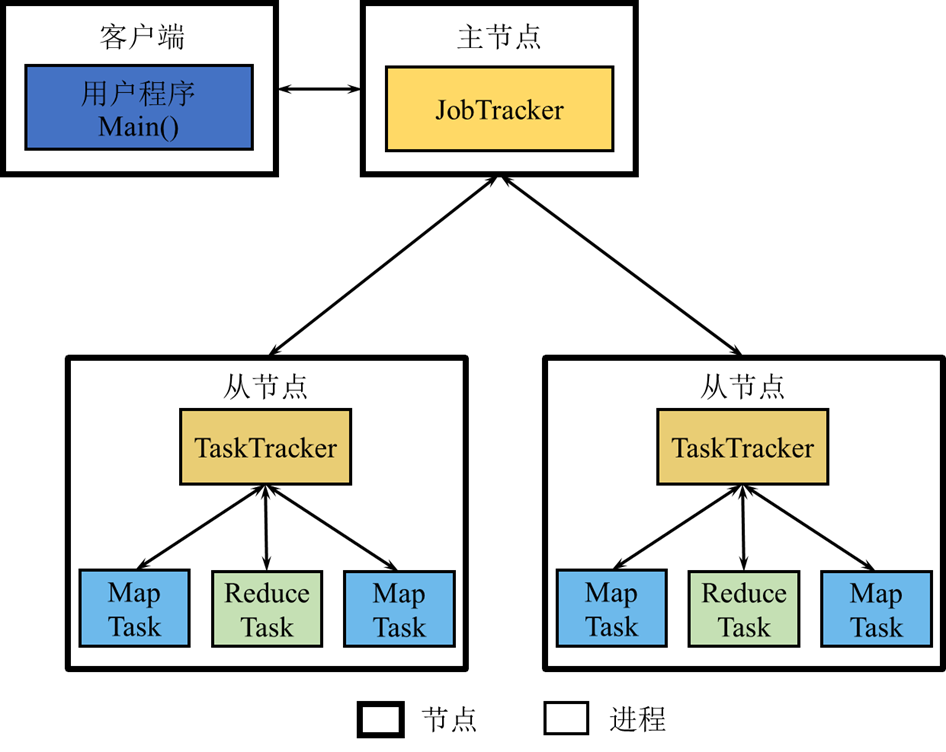 客户端
用户程序
Main()
主节点
JobTracker
从节点
TaskTracker
Map
Task
Reduce
Task
Map
Task
从节点
TaskTracker
Map
Task
Reduce
Task
Map
Task
节点
进程